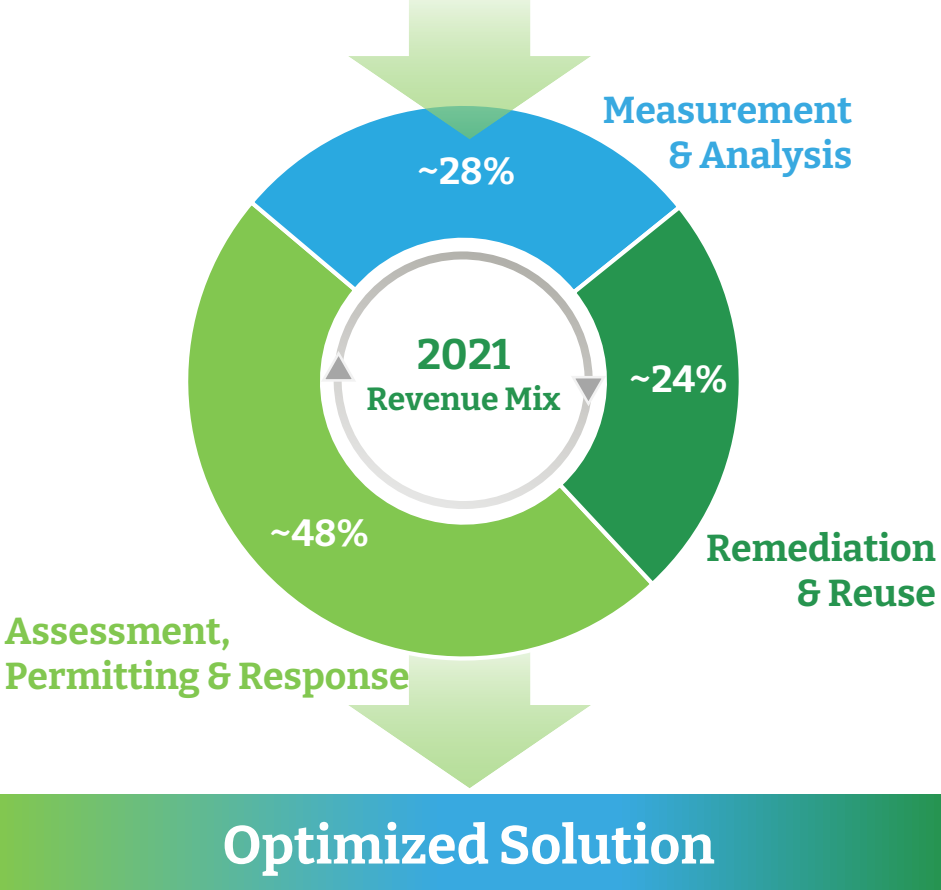 Measurement
& Analysis
~28%
2021
Revenue Mix
~24%
~48%
Remediation
& Reuse
Assessment,
Permitting & Response
Optimized Solution